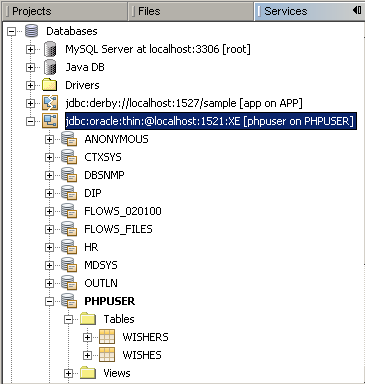 Projects Files Services
Databases
MySQL Server at localhost:3306 [root]
Java DB
Drivers
jdbc:derby://localhost:1527/sample [app on APP]
jdbc:oracle:thin:@localhost:1521:XE [phpuser on PHPUSER]
ANONYMOUS
CTXSYS
DBSNMP
DIP
FLOWS_020100
FLOWS_FILES
HR
MDSYS
OUTLN
PHPUSER
Tables
WISHERS
WISHES
Views